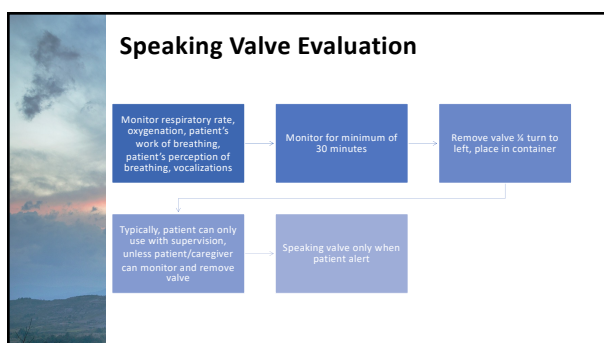 Speaking Valve Evaluation
Monitor respiratory rate,
oxygenation, patient's
work of breathing,
patient's perception of
breathing, vocalizations
Monitor for minimum of
30 minutes
Remove valve ¼ turn to
left, place in container
Typically, patient can only
use with supervision,
unless patient/caregiver
can monitor and remove
valve
Speaking valve only when
patient alert